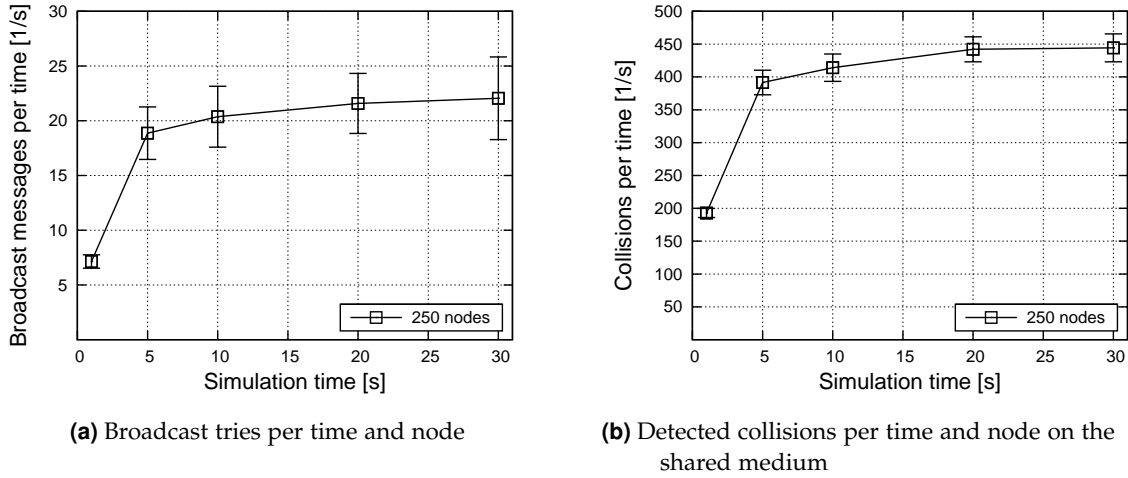 Broadcast messages per time [1/s]
30
25
20
15
10
5
0 5 10 15 20 25 30
Simulation time [s]
250 nodes
(a) Broadcast tries per time and node
Collisions per time [1/s]
500
450
400
350
300
250
200
150
100
50
0 5 10 15 20 25 30
Simulation time [s]
250 nodes
(b) Detected collisions per time and node on the
shared medium